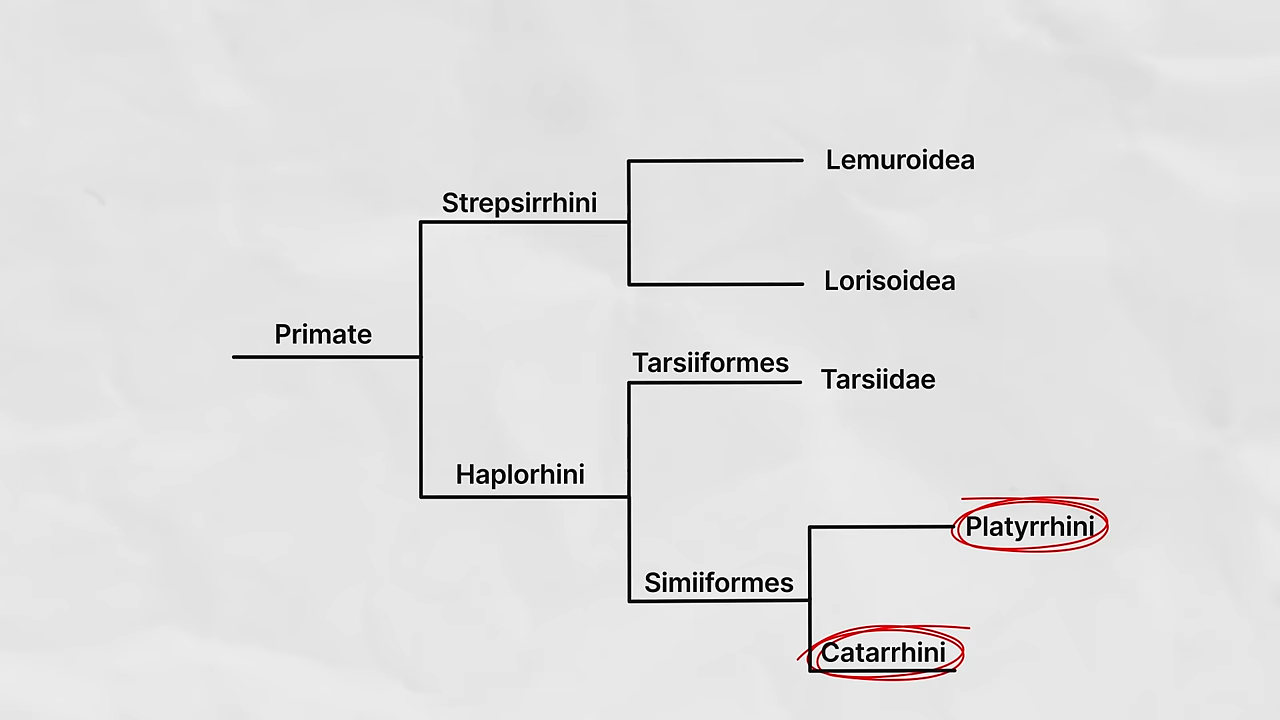 Lemuroidea
Strepsirrhini
Lorisoidea
Primate
Tarsiiformes
Tarsiidae
Haplorhini
Platyrrhini
Simiiformes
Catarrhini